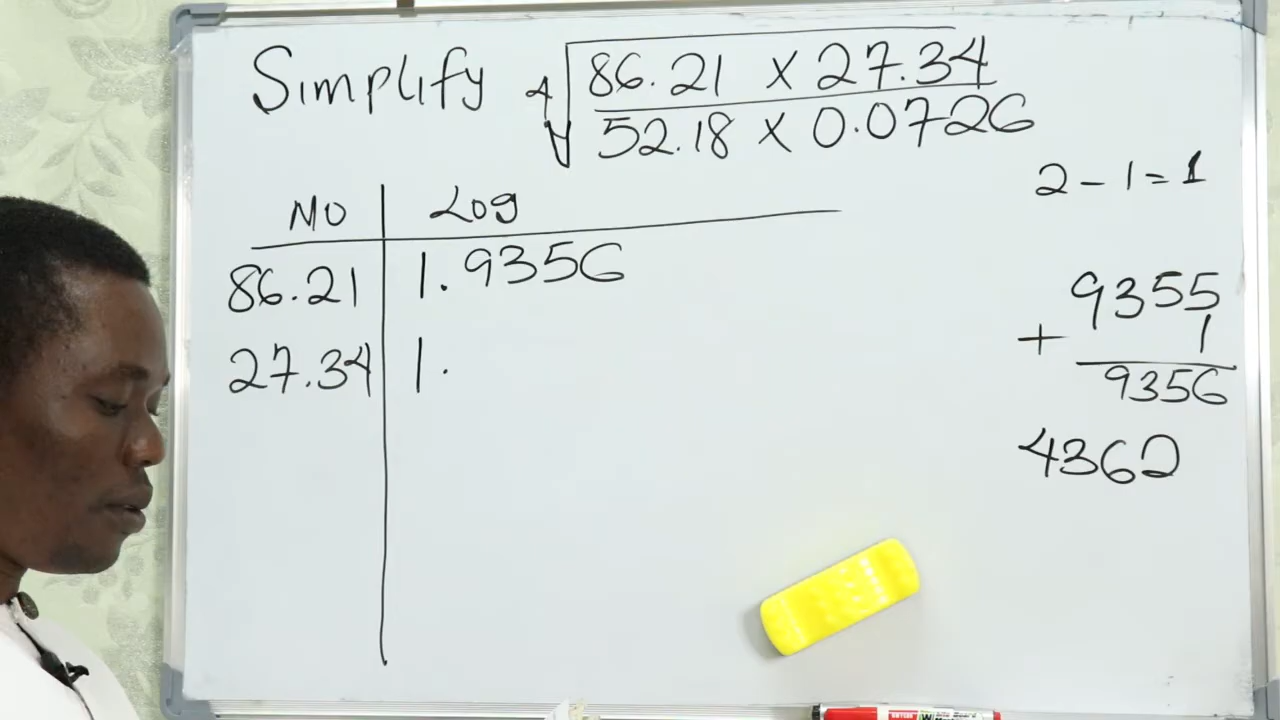 Simplify 4√
86.21 × 27.34
52.18 × 0.0726
2 - 1 = 1
NO Log
86.21 1.9356
27.34 1.
9355
+ 1
9356
4362